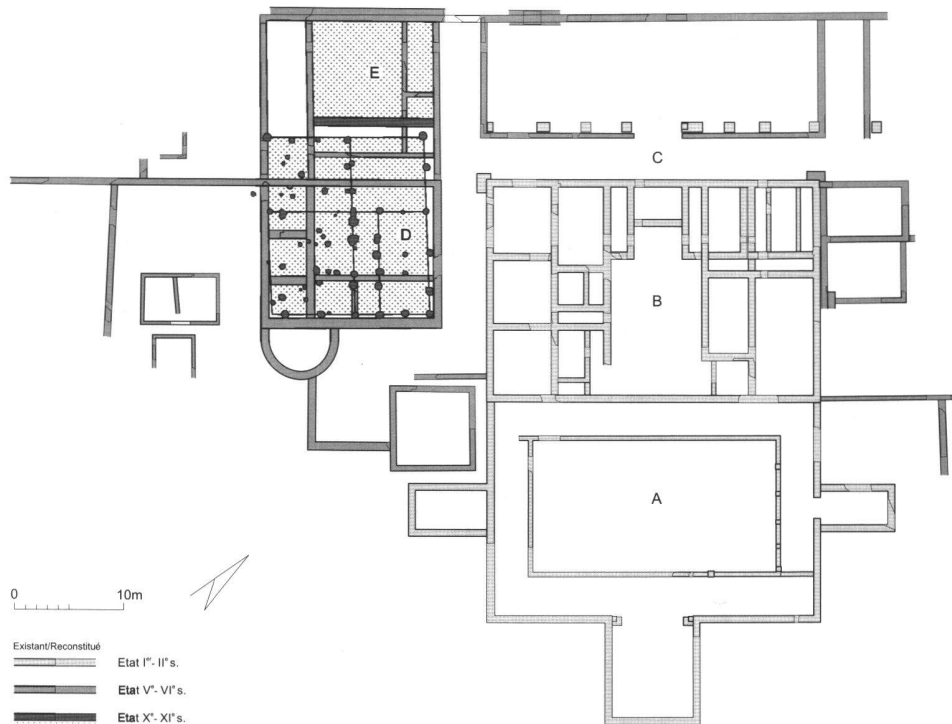 E
C
D
B
A
0 10m
Existant/Reconstitué
Etat Iᵉʳ- IIᵉ s.
Etat Vᵉ- VIᵉ s.
Etat Xᵉ- XIᵉ s.